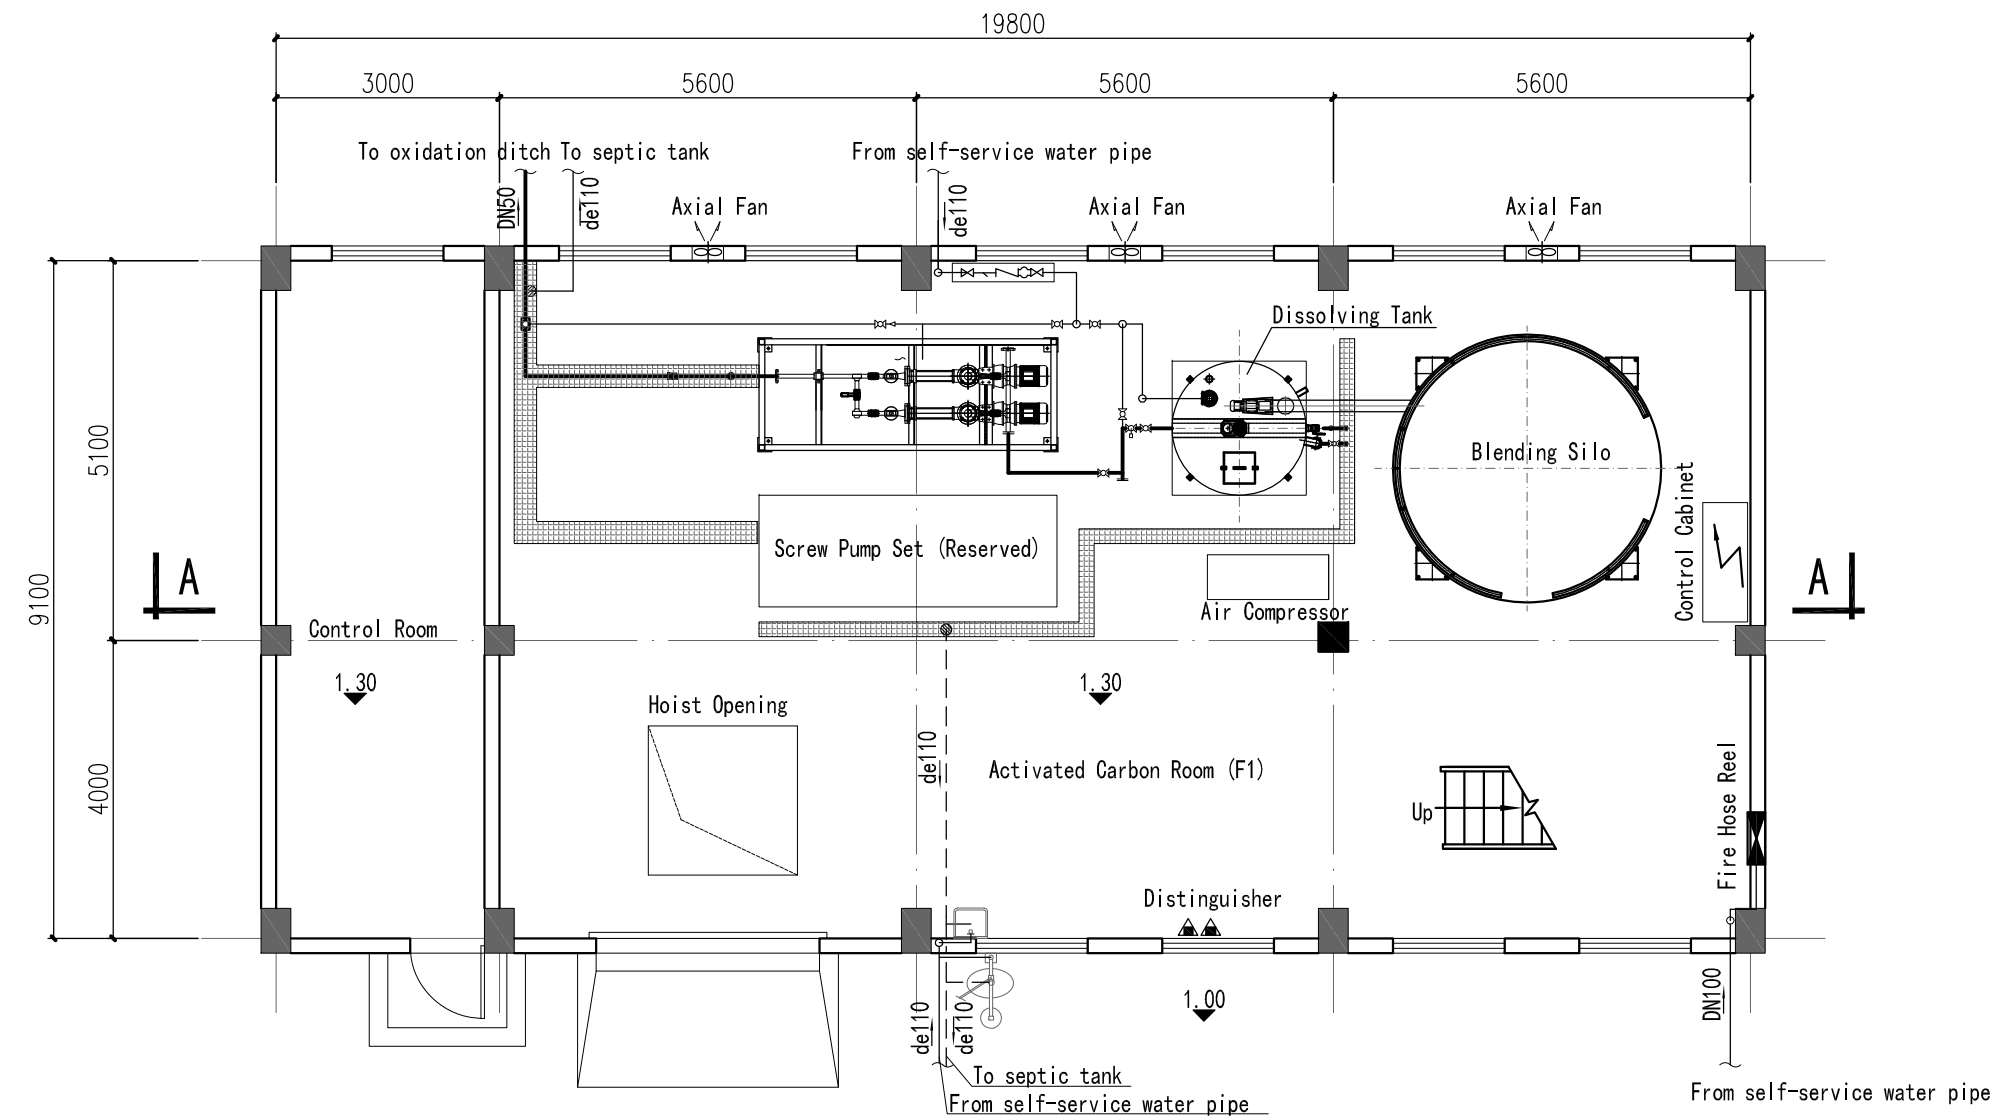 19800
3000
5600
5600
5600
To oxidation ditch
To septic tank
From self-service water pipe
DN50
de110
de110
Axial Fan
Axial Fan
Axial Fan
Dissolving Tank
Blending Silo
Control Cabinet
5100
9100
4000
Screw Pump Set (Reserved)
A
A
Air Compressor
Control Room
1.30
1.30
Hoist Opening
de110
Activated Carbon Room (F1)
Up
Fire Hose Reel
Distinguisher
1.00
de110
de110
DN100
To septic tank
From self-service water pipe
From self-service water pipe